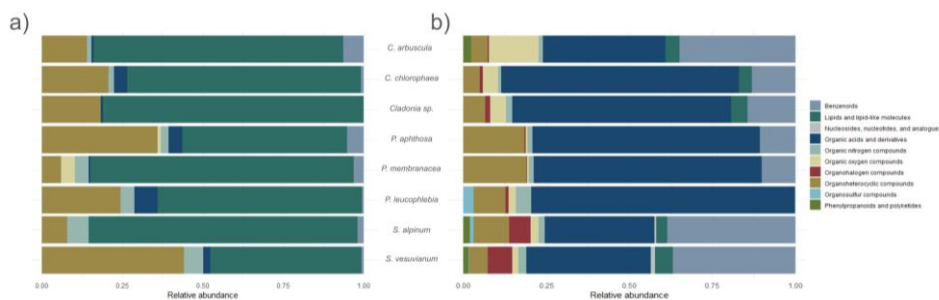 a)
b)
C. arbuscula
C. chlorophaea
Cladonia sp.
P. aphthosa
P. membranacea
P. leucophlebia
S. alpinum
S. vesuvianum
0.00 0.25 0.50 0.75 1.00
Relative abundance
0.00 0.25 0.50 0.75 1.00
Relative abundance
Benzenoids
Lipids and lipid-like molecules
Nucleosides, nucleotides, and analogue
Organic acids and derivatives
Organic nitrogen compounds
Organic oxygen compounds
Organohalogen compounds
Organoheterocyclic compounds
Organosulfur compounds
Phenylpropanoids and polyketides